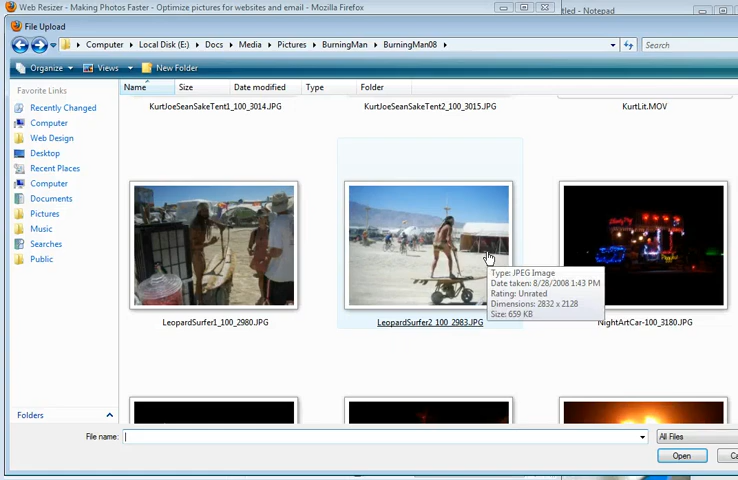 Web Resizer - Making Photos Faster - Optimize pictures for websites and email - Mozilla Firefox
tled - Notepad
File Upload
Computer ▸ Local Disk (E:) ▸ Docs ▸ Media ▸ Pictures ▸ BurningMan ▸ BurningMan08 ▸
Search
Organize
Views
New Folder
Favorite Links
Name
Size
Date modified
Type
Folder
Recently Changed
Computer
Web Design
Desktop
Recent Places
Computer
Documents
Pictures
Music
Searches
Public
Folders
KurtJoeSeanSakeTent1_100_3014.JPG
KurtJoeSeanSakeTent2_100_3015.JPG
KurtLit.MOV
LeopardSurfer1_100_2980.JPG
LeopardSurfer2_100_2983.JPG
NightArtCar-100_3180.JPG
Type: JPEG Image
Date taken: 8/28/2008 1:43 PM
Rating: Unrated
Dimensions: 2832 x 2128
Size: 659 KB
File name:
All Files
Open
Ca